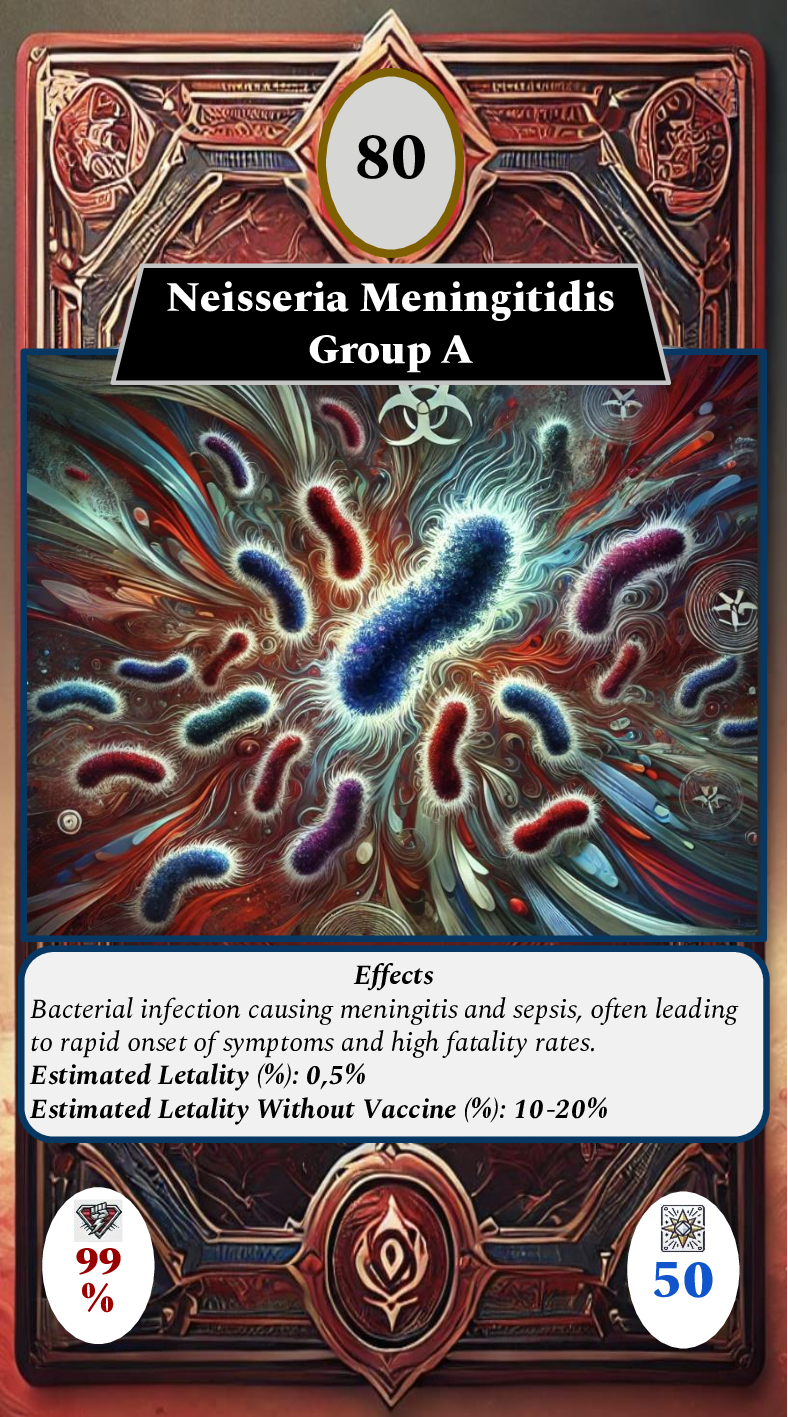 80
Neisseria Meningitidis
Group A
Effects
Bacterial infection causing meningitis and sepsis, often leading
to rapid onset of symptoms and high fatality rates.
Estimated Letality (%): 0,5%
Estimated Letality Without Vaccine (%): 10-20%
99
%
50